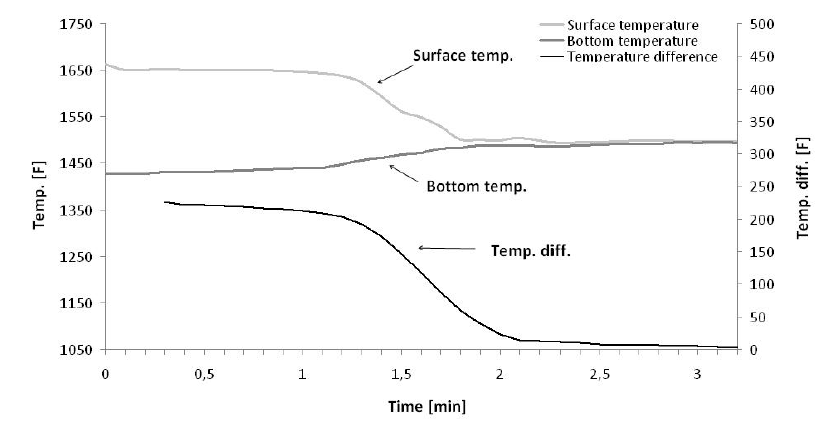 1750
1650
1550
1450
1350
1250
1150
1050
Temp. [F]
Surface temperature
Bottom temperature
Temperature difference
Surface temp.
Bottom temp.
Temp. diff.
500
450
400
350
300
250
200
150
100
50
0
Temp. diff. [F]
0 0,5 1 1,5 2 2,5 3
Time [min]